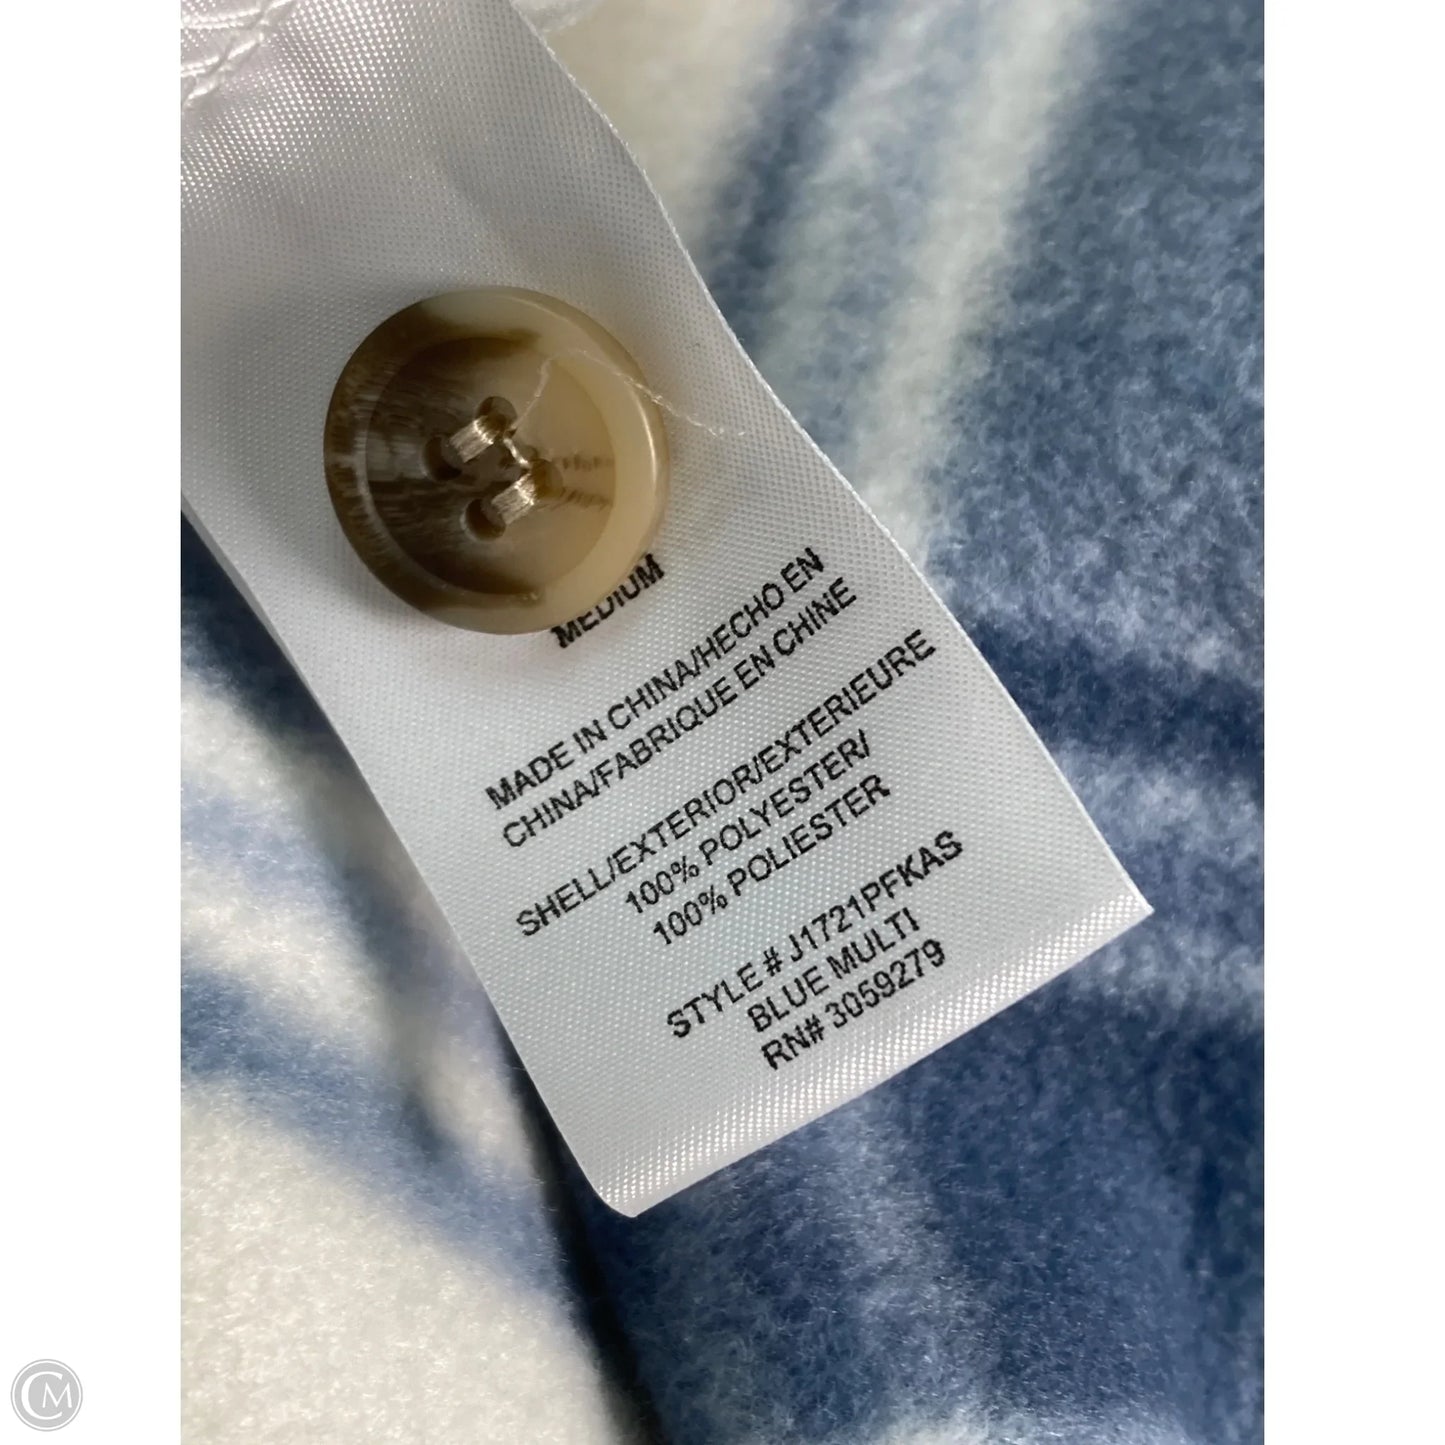 MEDIUM
MADE IN CHINA/HECHO EN
CHINA/FABRIQUE EN CHINE
SHELL/EXTERIOR/EXTERIEURE
100% POLYESTER/
100% POLIESTER
STYLE # J1721PFKAS
BLUE MULTI
RN# 3059279
CM